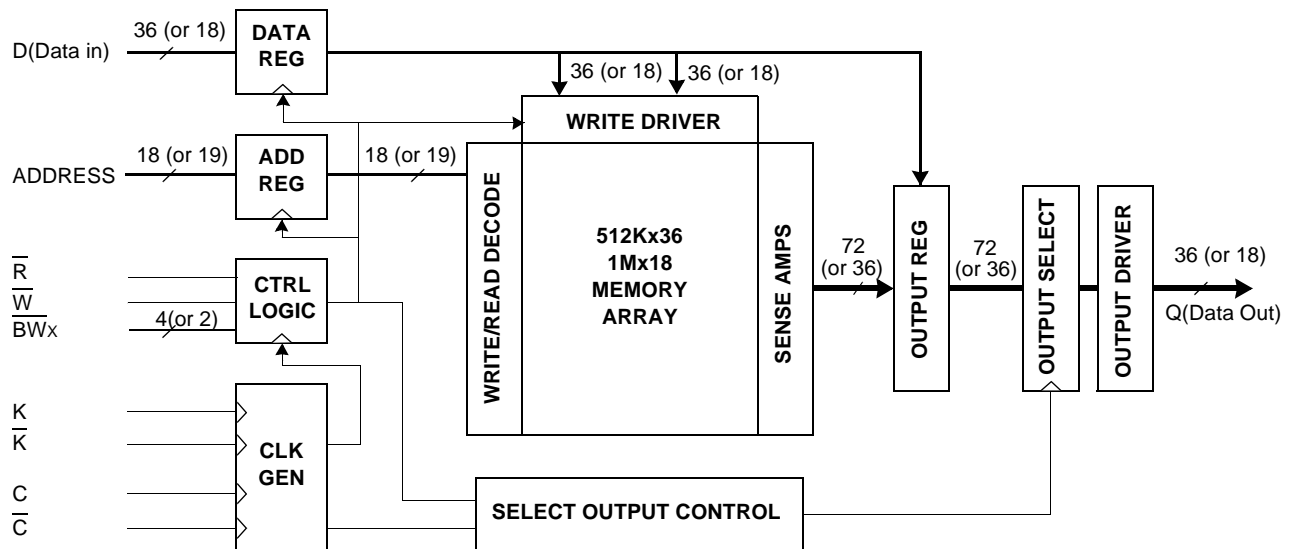 D(Data in)
36 (or 18)
DATA
REG
36 (or 18)
36 (or 18)
WRITE DRIVER
ADDRESS
18 (or 19)
ADD
REG
18 (or 19)
WRITE/READ DECODE
512Kx36
1Mx18
MEMORY
ARRAY
SENSE AMPS
72
(or 36)
OUTPUT REG
72
(or 36)
OUTPUT SELECT
OUTPUT DRIVER
36 (or 18)
Q(Data Out)
R̅
W̅
B̅W̅x
4(or 2)
CTRL
LOGIC
K
K̅
C
C̅
CLK
GEN
SELECT OUTPUT CONTROL